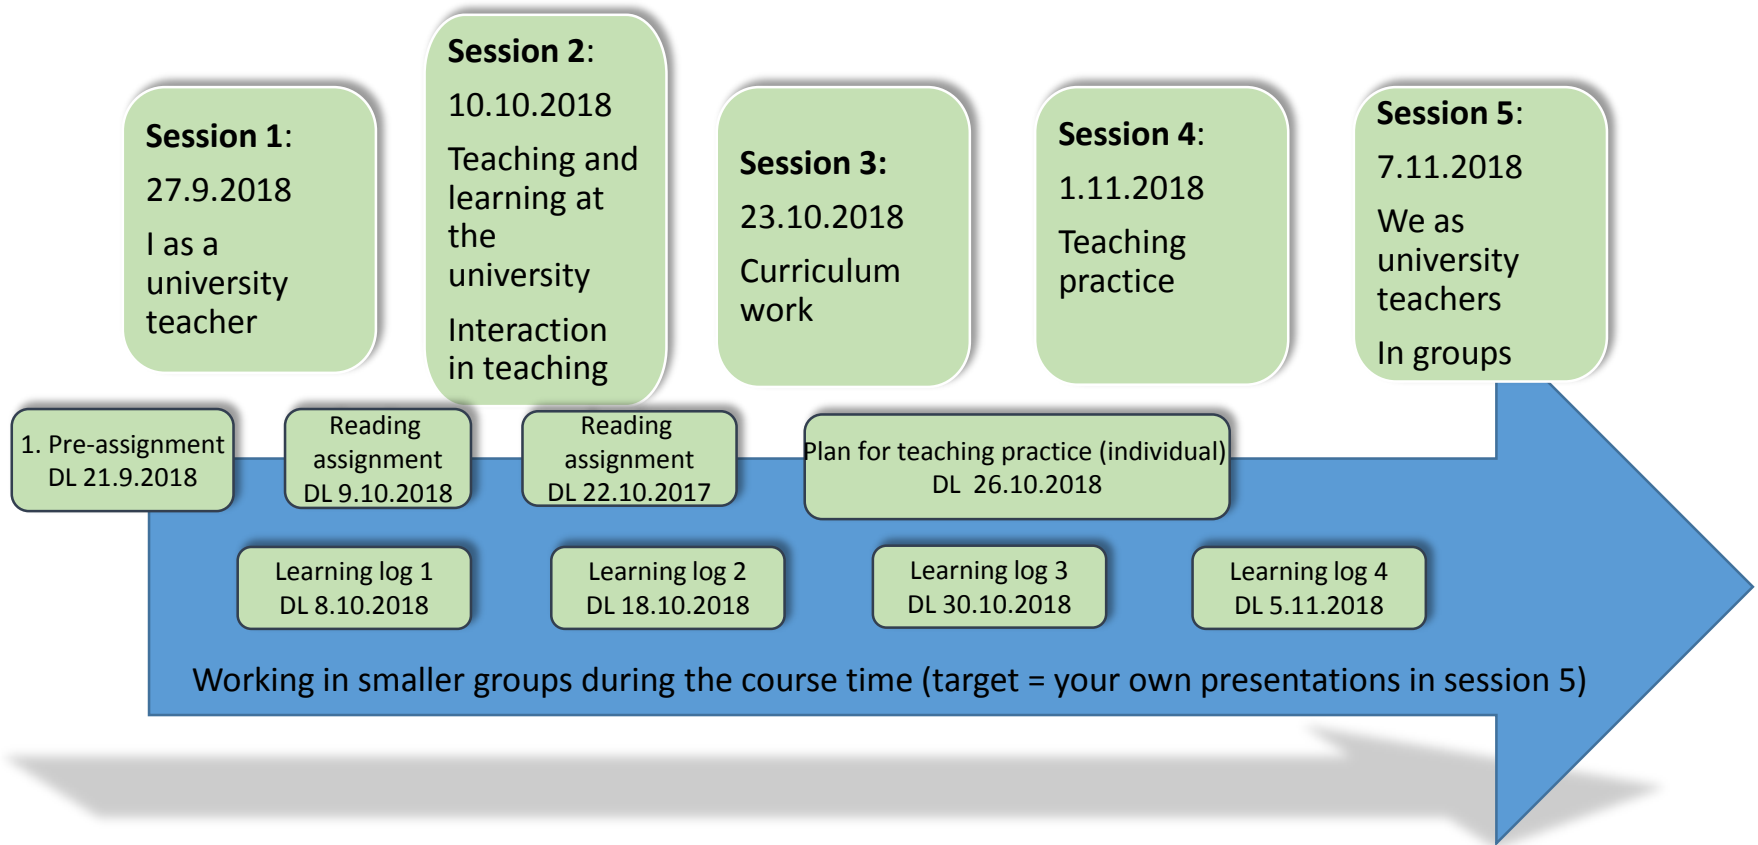 Session 1:
27.9.2018
I as a
university
teacher
Session 2:
10.10.2018
Teaching and
learning at
the
university
Interaction
in teaching
Session 3:
23.10.2018
Curriculum
work
Session 4:
1.11.2018
Teaching
practice
Session 5:
7.11.2018
We as
university
teachers
In groups
1. Pre-assignment
DL 21.9.2018
Reading
assignment
DL 9.10.2018
Reading
assignment
DL 22.10.2017
Plan for teaching practice (individual)
DL 26.10.2018
Learning log 1
DL 8.10.2018
Learning log 2
DL 18.10.2018
Learning log 3
DL 30.10.2018
Learning log 4
DL 5.11.2018
Working in smaller groups during the course time (target = your own presentations in session 5)